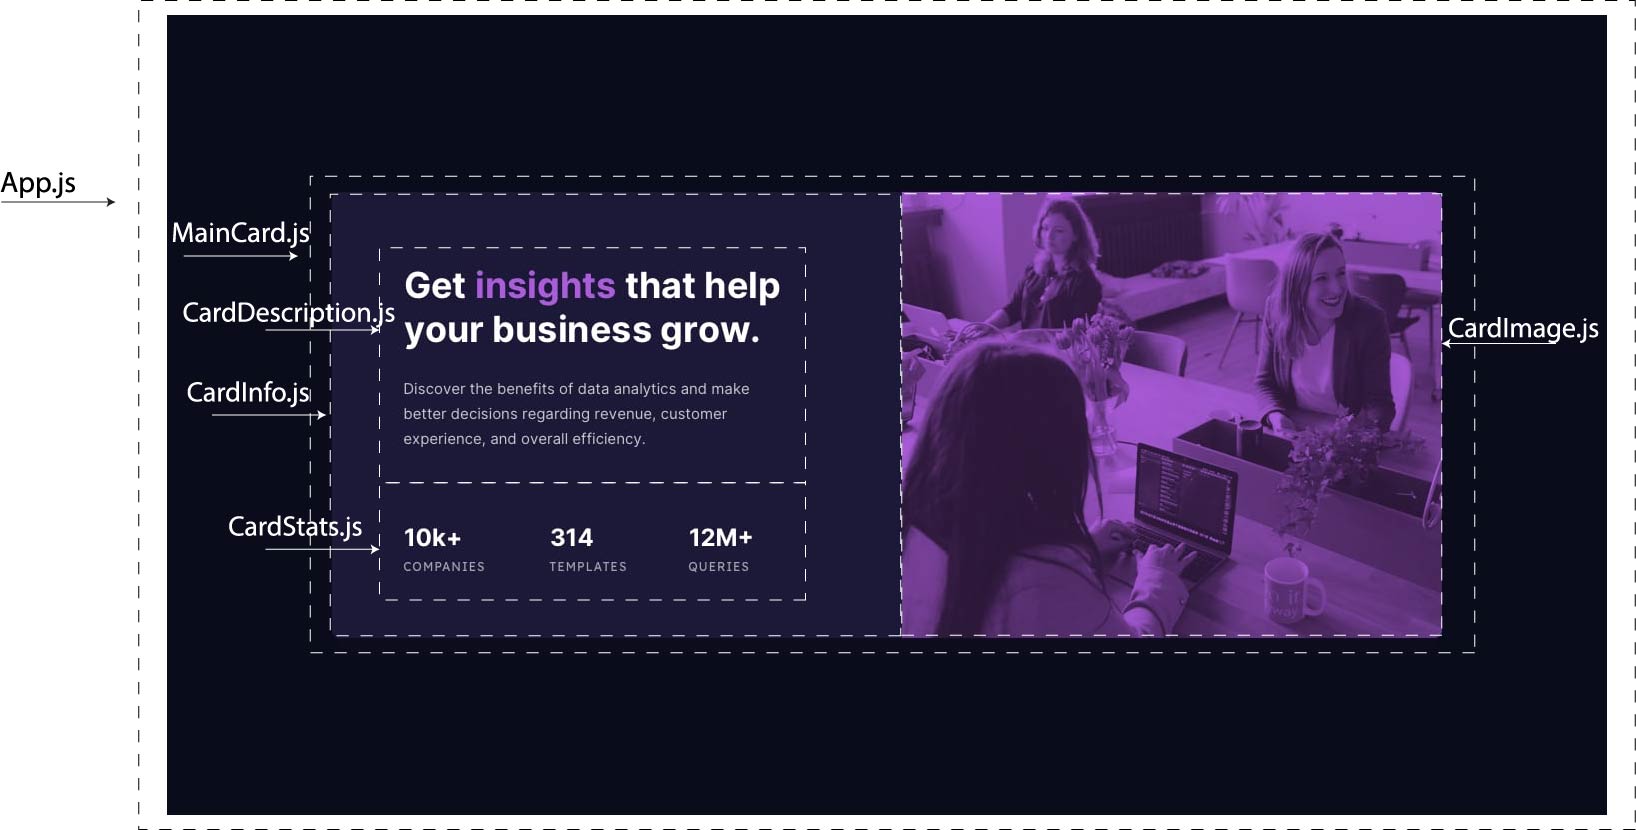 App.js
MainCard.js
CardDescription.js
CardInfo.js
CardStats.js
Get insights that help
your business grow.
Discover the benefits of data analytics and make
better decisions regarding revenue, customer
experience, and overall efficiency.
10k+ 314 12M+
COMPANIES TEMPLATES QUERIES
CardImage.js